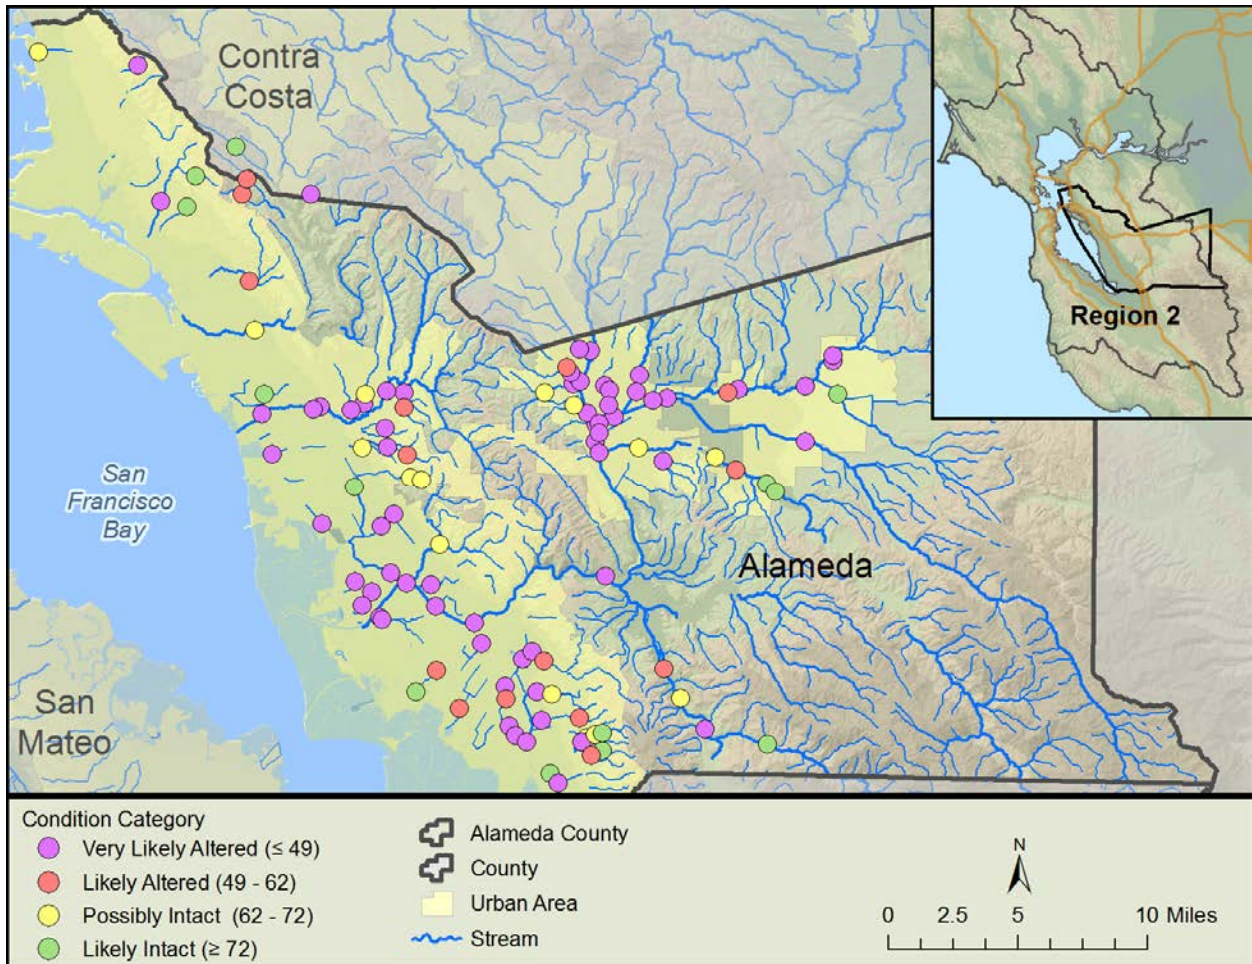 Contra
Costa
Region 2
San
Francisco
Bay
Alameda
San
Mateo
Condition Category
Very Likely Altered (≤ 49)
Likely Altered (49 - 62)
Possibly Intact (62 - 72)
Likely Intact (≥ 72)
Alameda County
County
Urban Area
Stream
N
0 2.5 5 10 Miles